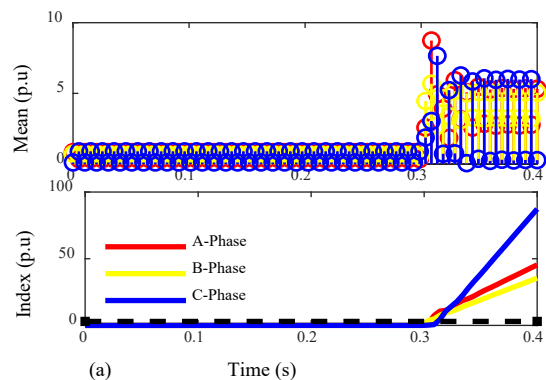 10
5
0
Mean (p.u)
0 0.1 0.2 0.3 0.4
100
50
0
Index (p.u)
A-Phase
B-Phase
C-Phase
0 0.1 0.2 0.3 0.4
(a) Time (s)